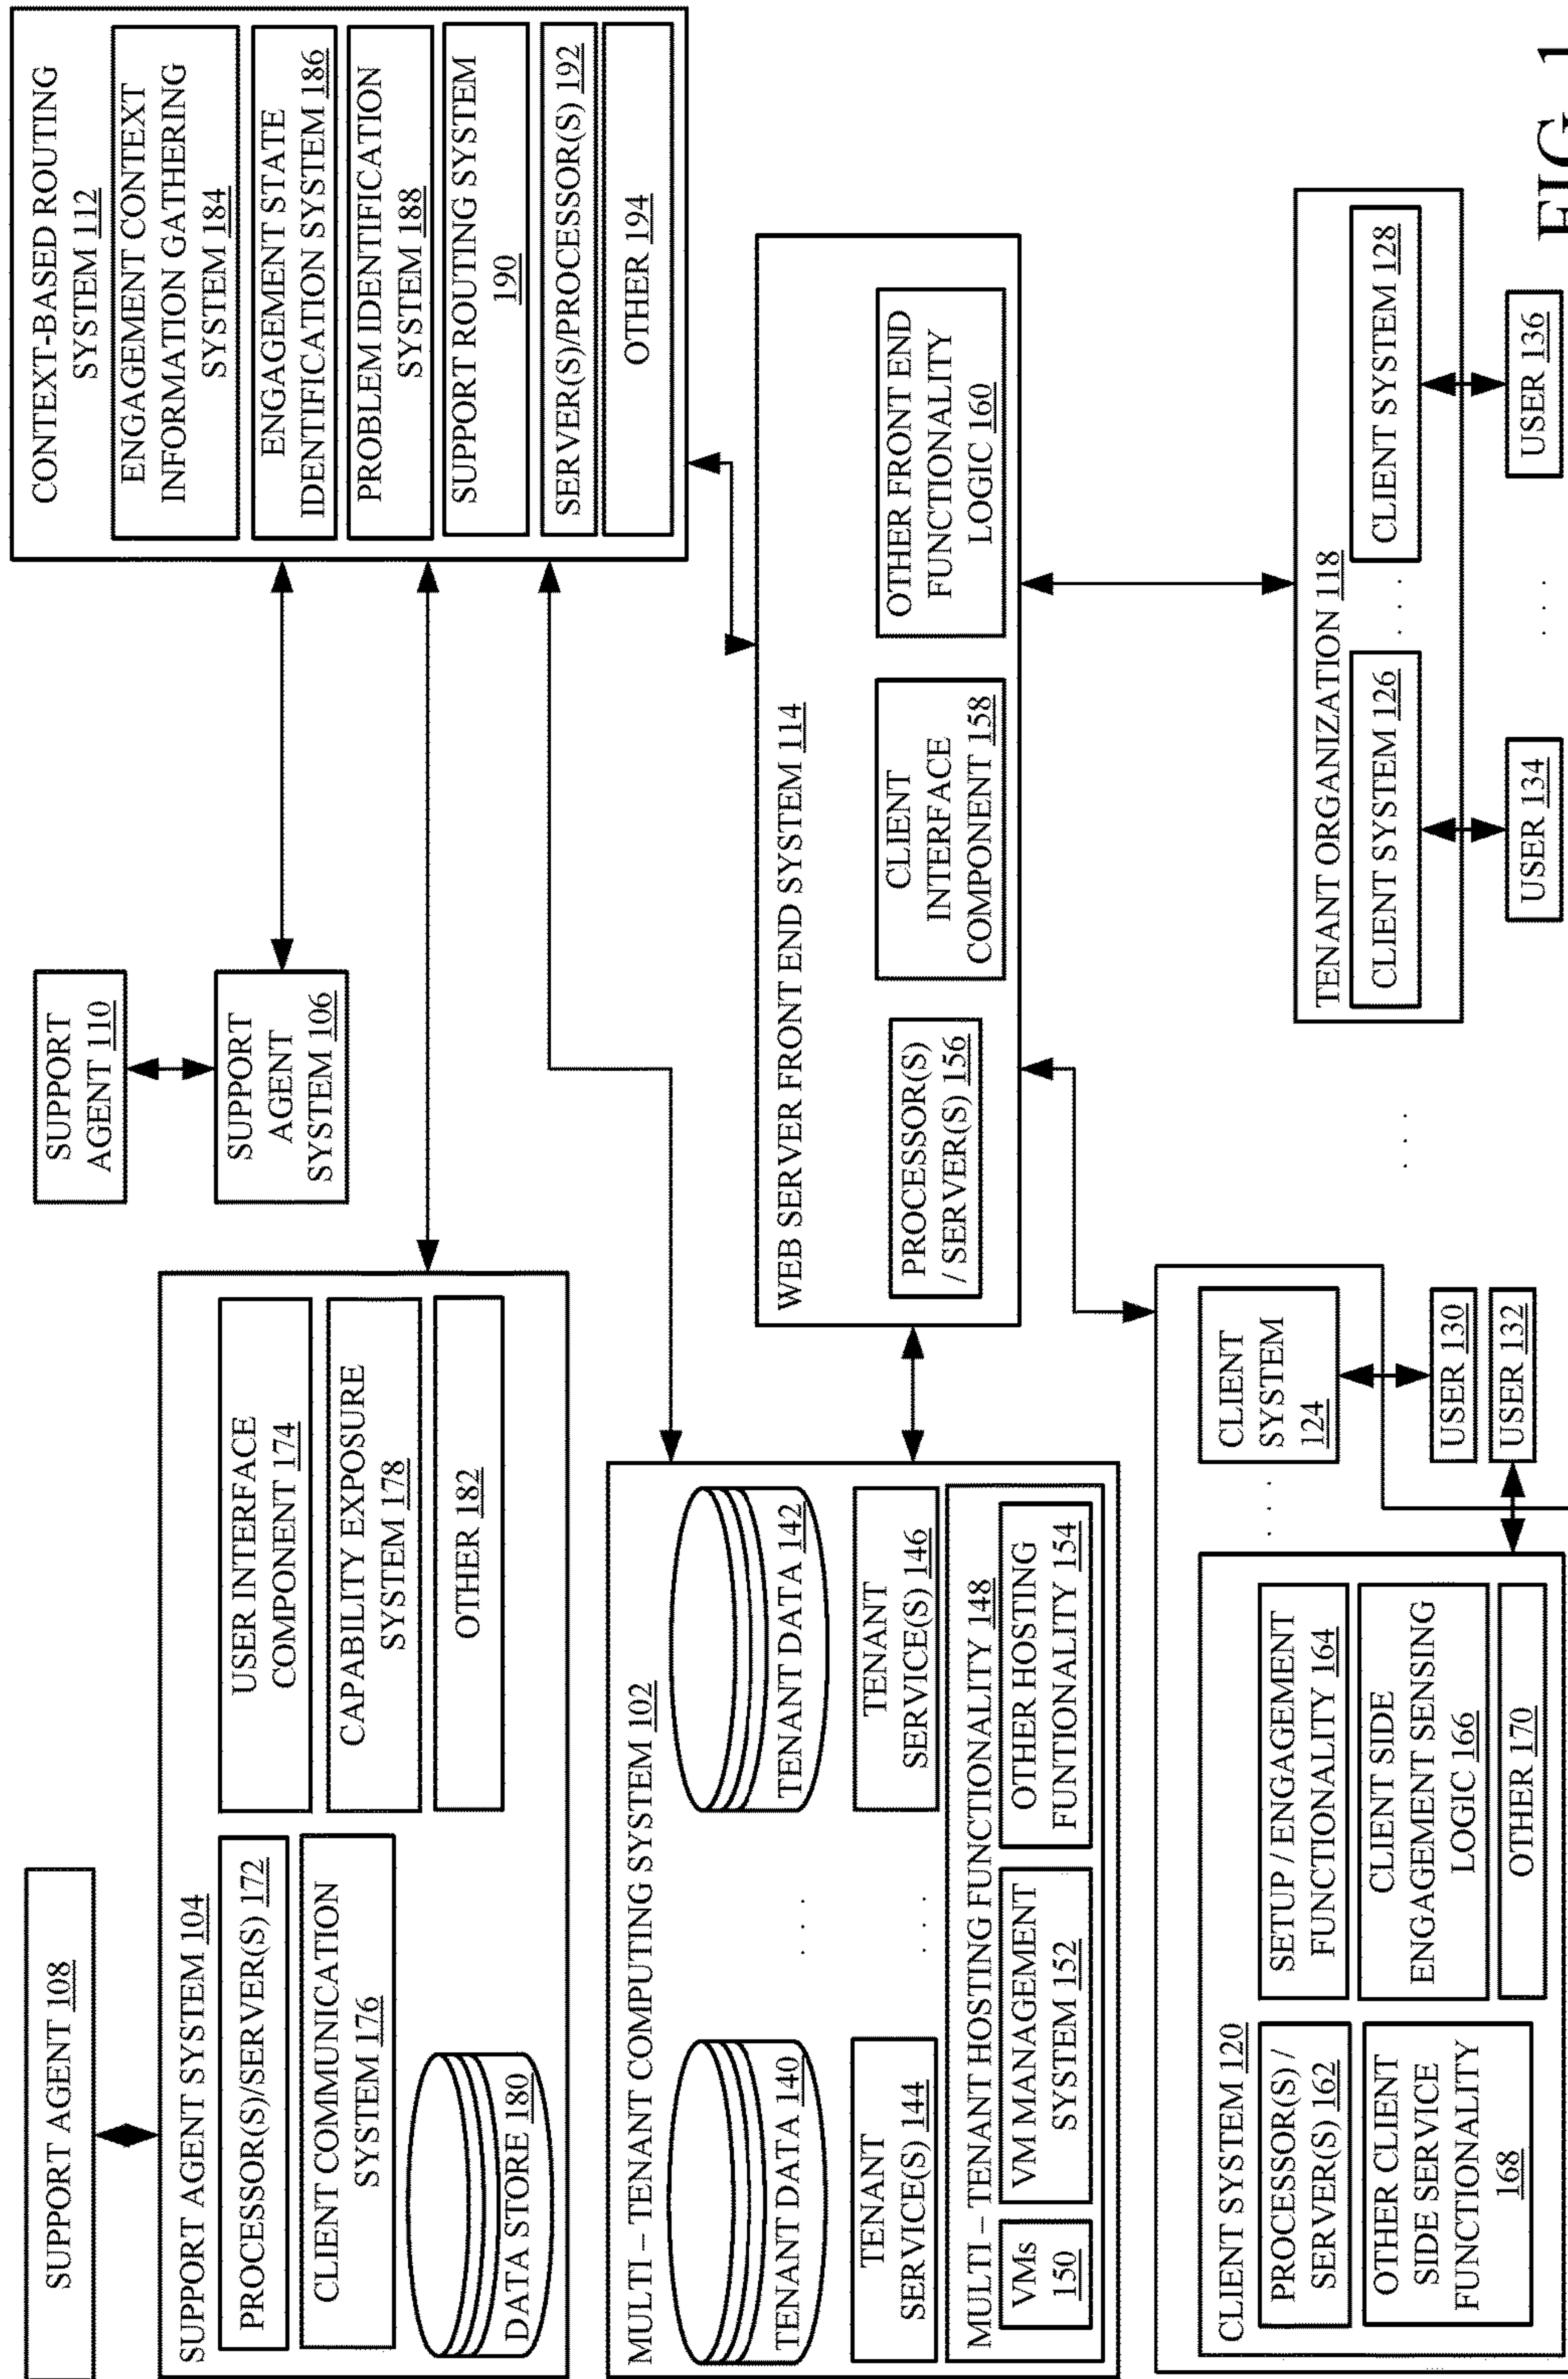 SUPPORT AGENT 108
SUPPORT AGENT SYSTEM 104
PROCESSOR(S)/SERVER(S) 172
CLIENT COMMUNICATION
SYSTEM 176
DATA STORE 180
USER INTERFACE
COMPONENT 174
CAPABILITY EXPOSURE
SYSTEM 178
OTHER 182
SUPPORT
AGENT 110
SUPPORT
AGENT
SYSTEM 106
CONTEXT-BASED ROUTING
SYSTEM 112
ENGAGEMENT CONTEXT
INFORMATION GATHERING
SYSTEM 184
ENGAGEMENT STATE
IDENTIFICATION SYSTEM 186
PROBLEM IDENTIFICATION
SYSTEM 188
SUPPORT ROUTING SYSTEM
190
SERVER(S)/PROCESSOR(S) 192
OTHER 194
MULTI – TENANT COMPUTING SYSTEM 102
TENANT DATA 140
. . .
TENANT DATA 142
TENANT
SERVICE(S) 144
. . .
TENANT
SERVICE(S) 146
MULTI – TENANT HOSTING FUNCTIONALITY 148
VMs
150
VM MANAGEMENT
SYSTEM 152
OTHER HOSTING
FUNTIONALITY 154
WEB SERVER FRONT END SYSTEM 114
PROCESSOR(S)
/ SERVER(S) 156
CLIENT
INTERFACE
COMPONENT 158
OTHER FRONT END
FUNCTIONALITY
LOGIC 160
CLIENT SYSTEM 120
PROCESSOR(S) /
SERVER(S) 162
OTHER CLIENT
SIDE SERVICE
FUNCTIONALITY
168
SETUP / ENGAGEMENT
FUNCTIONALITY 164
CLIENT SIDE
ENGAGEMENT SENSING
LOGIC 166
OTHER 170
. . .
CLIENT
SYSTEM
124
USER 130
USER 132
. . .
TENANT ORGANIZATION 118
CLIENT SYSTEM 126
. . .
CLIENT SYSTEM 128
USER 134
. . .
USER 136
FIG. 1